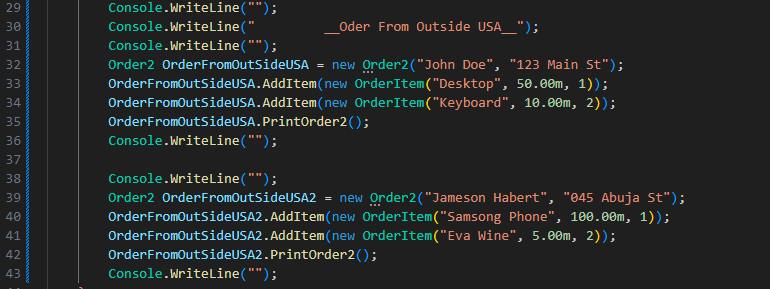 29 Console.WriteLine("");
30 Console.WriteLine("          __Oder From Outside USA__");
31 Console.WriteLine("");
32 Order2 OrderFromOutSideUSA = new Order2("John Doe", "123 Main St");
33 OrderFromOutSideUSA.AddItem(new OrderItem("Desktop", 50.00m, 1));
34 OrderFromOutSideUSA.AddItem(new OrderItem("Keyboard", 10.00m, 2));
35 OrderFromOutSideUSA.PrintOrder2();
36 Console.WriteLine("");
37
38 Console.WriteLine("");
39 Order2 OrderFromOutSideUSA2 = new Order2("Jameson Habert", "045 Abuja St");
40 OrderFromOutSideUSA2.AddItem(new OrderItem("Samsong Phone", 100.00m, 1));
41 OrderFromOutSideUSA2.AddItem(new OrderItem("Eva Wine", 5.00m, 2));
42 OrderFromOutSideUSA2.PrintOrder2();
43 Console.WriteLine("");